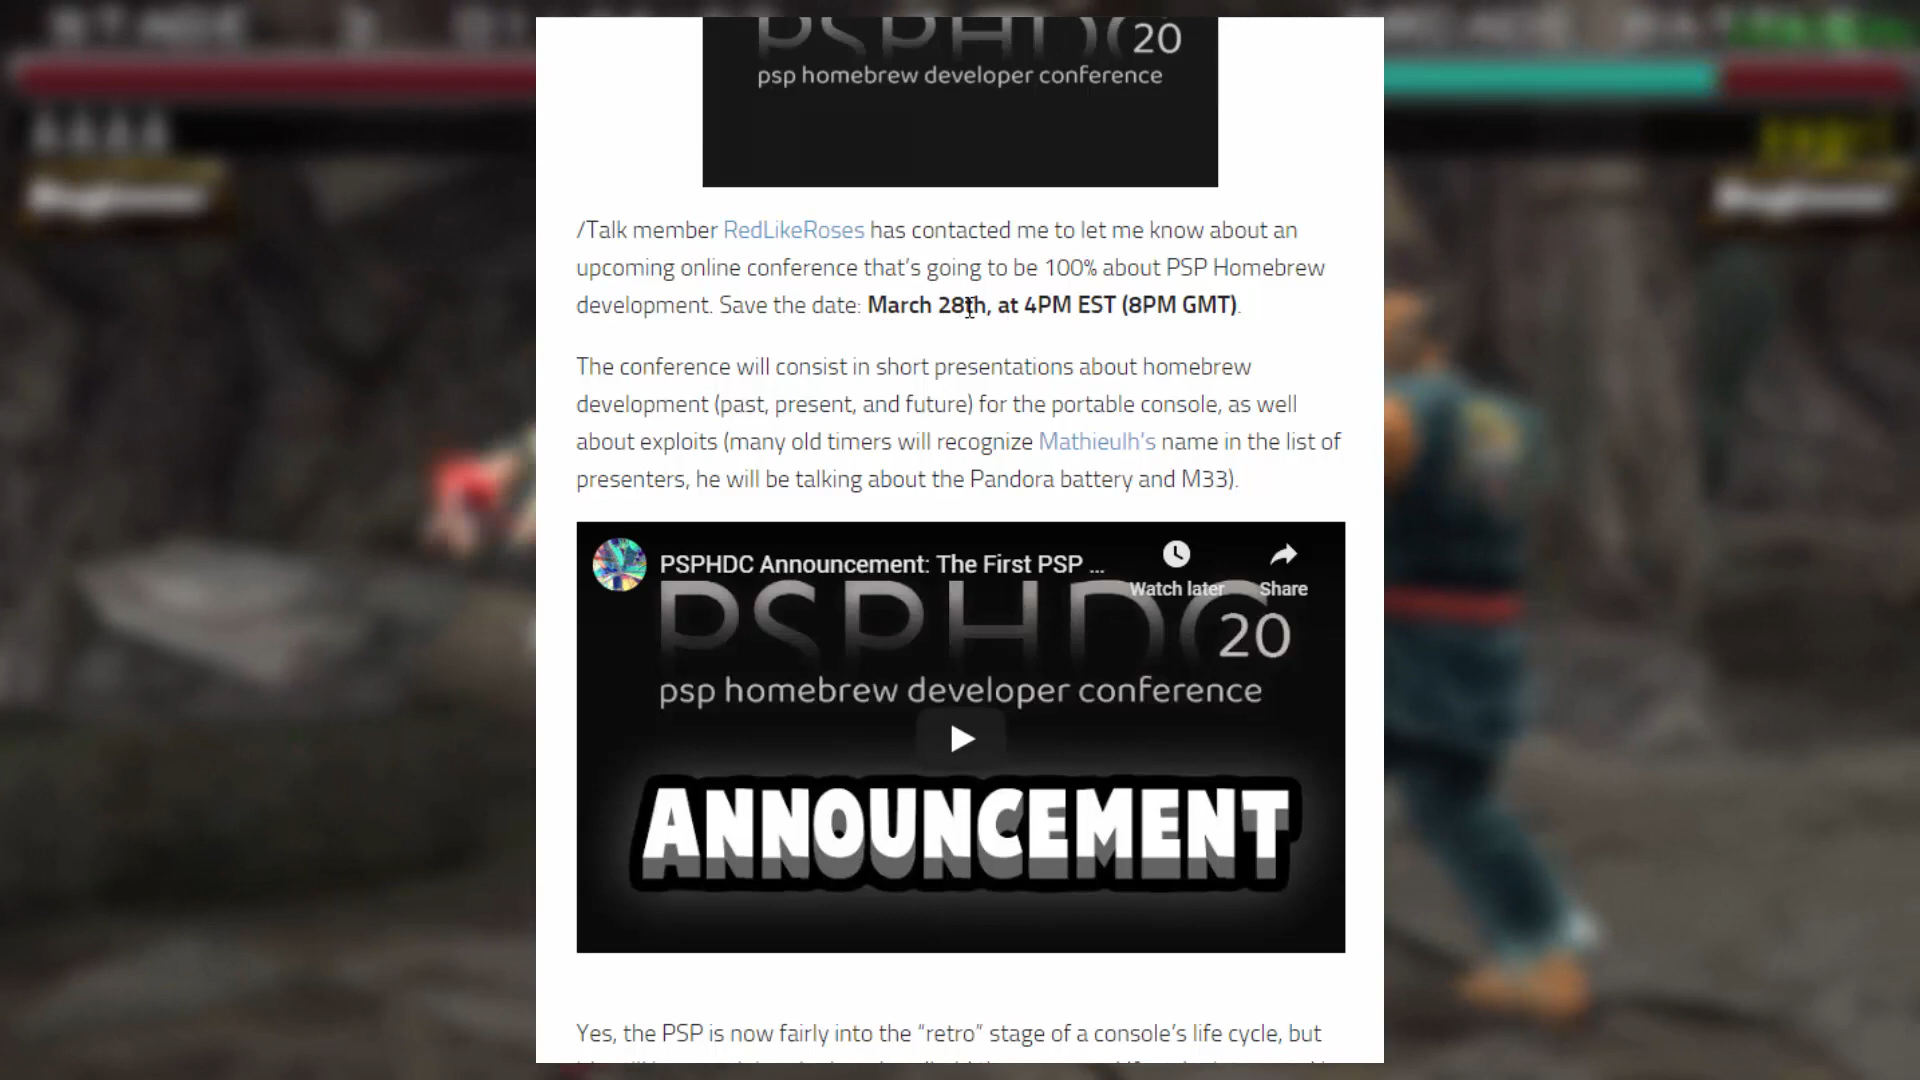 PSPHDC 20
psp homebrew developer conference
/Talk member RedLikeRoses has contacted me to let me know about an
upcoming online conference that's going to be 100% about PSP Homebrew
development. Save the date: March 28th, at 4PM EST (8PM GMT).
The conference will consist in short presentations about homebrew
development (past, present, and future) for the portable console, as well
about exploits (many old timers will recognize Mathieulh's name in the list of
presenters, he will be talking about the Pandora battery and M33).
PSPHDC Announcement: The First PSP ...
Watch later
Share
PSPHDC 20
psp homebrew developer conference
ANNOUNCEMENT
Yes, the PSP is now fairly into the “retro” stage of a console's life cycle, but